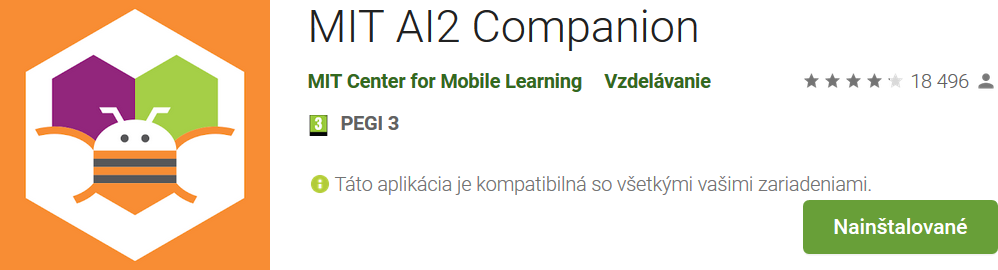 MIT AI2 Companion
MIT Center for Mobile Learning Vzdelávanie 18 496
3 PEGI 3
Táto aplikácia je kompatibilná so všetkými vašimi zariadeniami.
Nainštalované